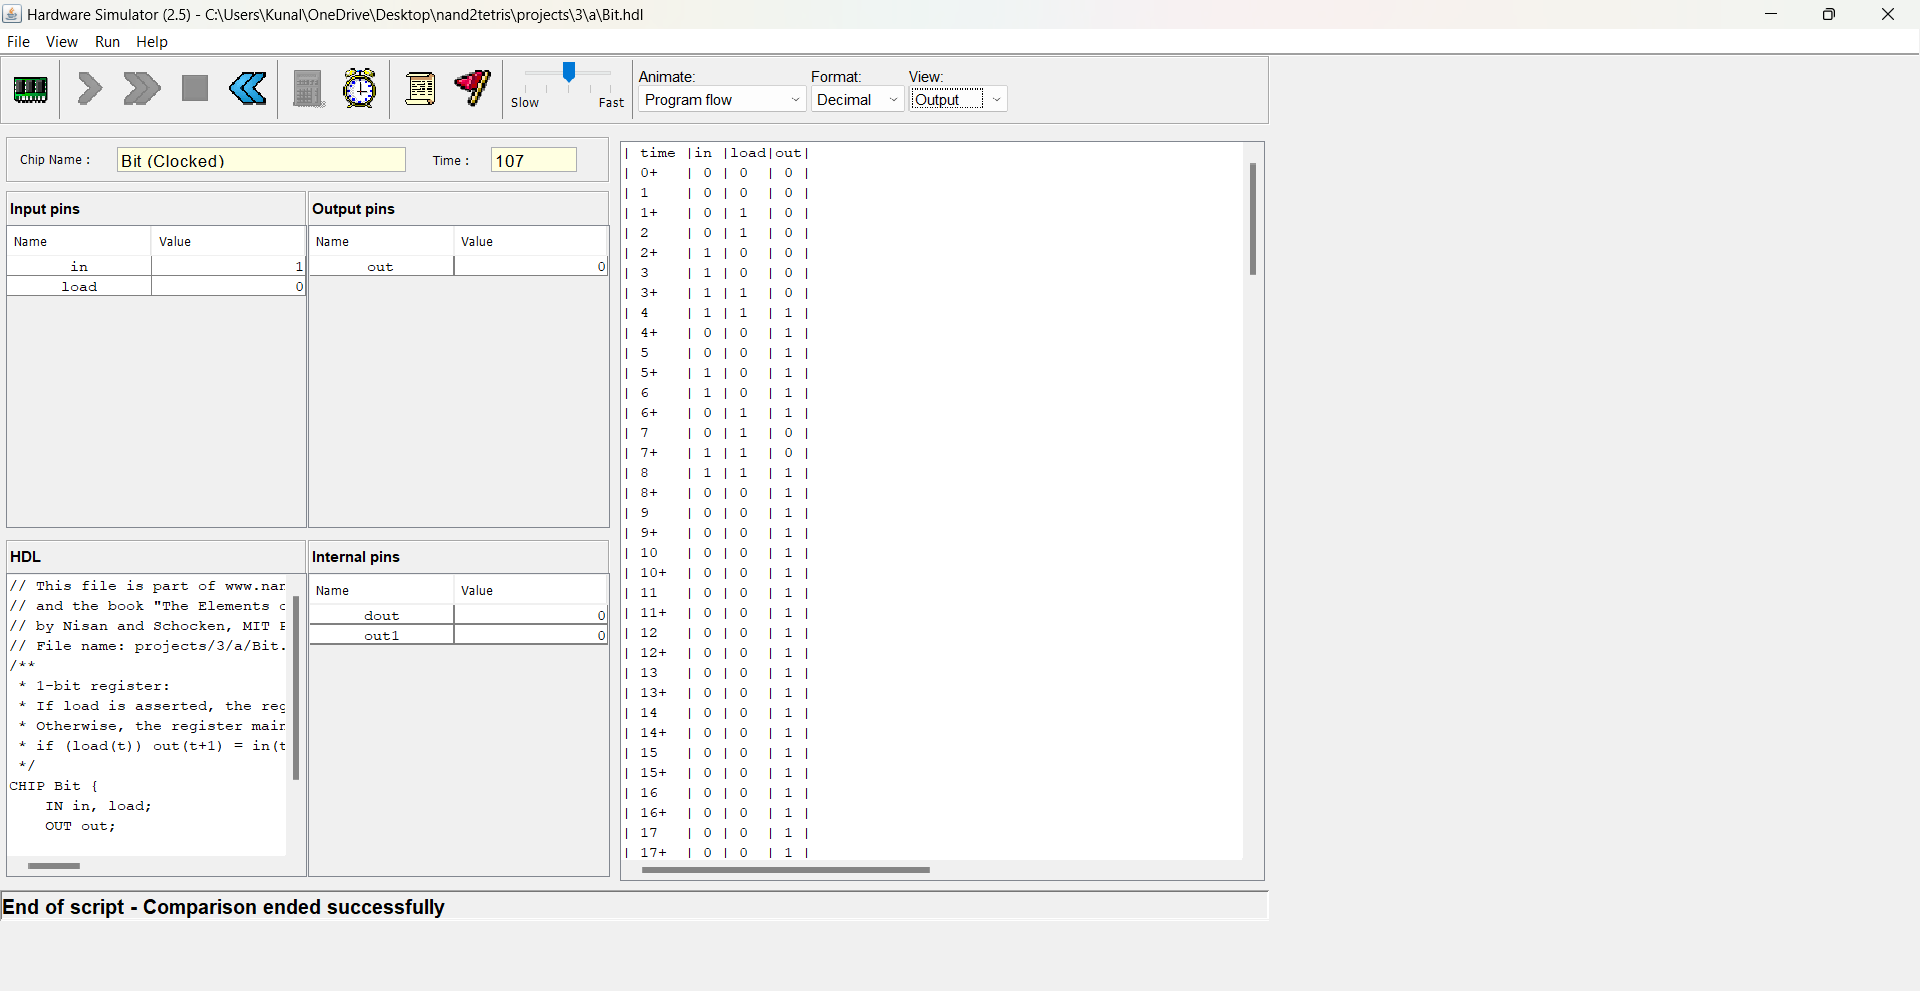 Hardware Simulator (2.5) - C:\Users\Kunal\OneDrive\Desktop\nand2tetris\projects\3\a\Bit.hdl
File View Run Help
Slow Fast
Animate: Format: View:
Program flow Decimal Output
Chip Name : Bit (Clocked) Time : 107
Input pins
Name Value
in 1
load 0
Output pins
Name Value
out 0
HDL
// This file is part of www.nan
// and the book "The Elements o
// by Nisan and Schocken, MIT P
// File name: projects/3/a/Bit.
/**
* 1-bit register:
* If load is asserted, the reg
* Otherwise, the register main
* if (load(t)) out(t+1) = in(t
*/
CHIP Bit {
IN in, load;
OUT out;
Internal pins
Name Value
dout 0
out1 0
| time |in |load|out|
| 0+ | 0 | 0 | 0 |
| 1 | 0 | 0 | 0 |
| 1+ | 0 | 1 | 0 |
| 2 | 0 | 1 | 0 |
| 2+ | 1 | 0 | 0 |
| 3 | 1 | 0 | 0 |
| 3+ | 1 | 1 | 0 |
| 4 | 1 | 1 | 1 |
| 4+ | 0 | 0 | 1 |
| 5 | 0 | 0 | 1 |
| 5+ | 1 | 0 | 1 |
| 6 | 1 | 0 | 1 |
| 6+ | 0 | 1 | 1 |
| 7 | 0 | 1 | 0 |
| 7+ | 1 | 1 | 0 |
| 8 | 1 | 1 | 1 |
| 8+ | 0 | 0 | 1 |
| 9 | 0 | 0 | 1 |
| 9+ | 0 | 0 | 1 |
| 10 | 0 | 0 | 1 |
| 10+ | 0 | 0 | 1 |
| 11 | 0 | 0 | 1 |
| 11+ | 0 | 0 | 1 |
| 12 | 0 | 0 | 1 |
| 12+ | 0 | 0 | 1 |
| 13 | 0 | 0 | 1 |
| 13+ | 0 | 0 | 1 |
| 14 | 0 | 0 | 1 |
| 14+ | 0 | 0 | 1 |
| 15 | 0 | 0 | 1 |
| 15+ | 0 | 0 | 1 |
| 16 | 0 | 0 | 1 |
| 16+ | 0 | 0 | 1 |
| 17 | 0 | 0 | 1 |
| 17+ | 0 | 0 | 1 |
End of script - Comparison ended successfully